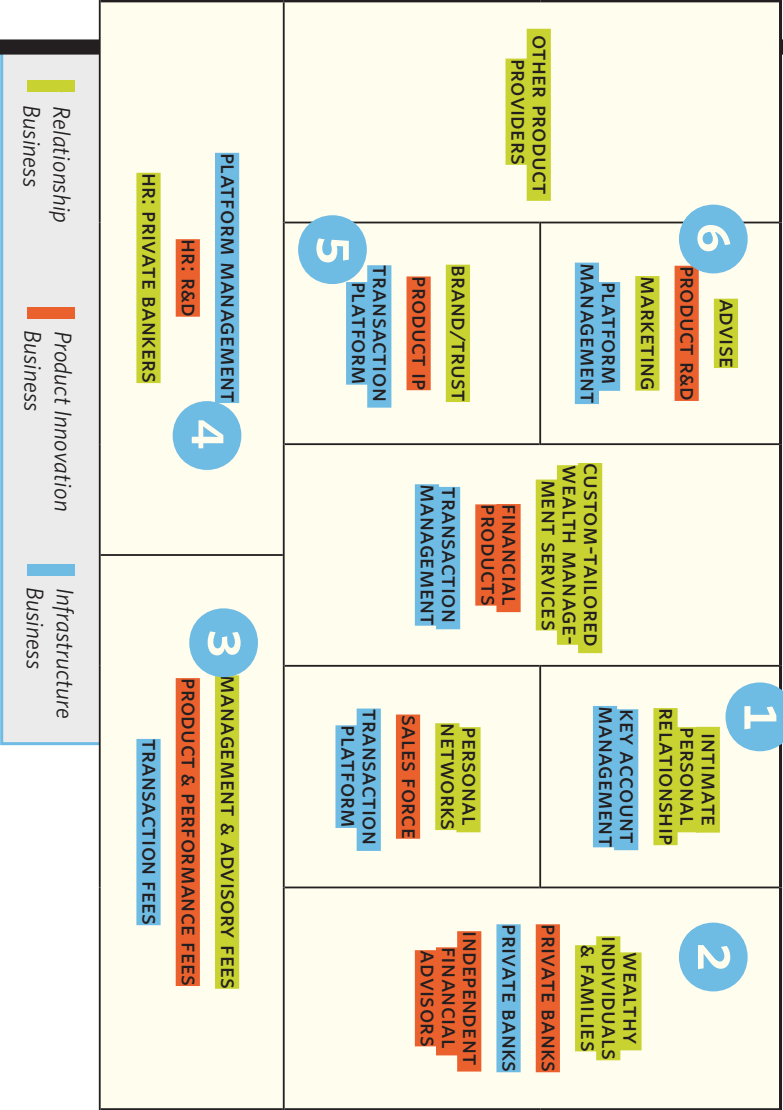 OTHER PRODUCT
PROVIDERS
6
ADVISE
PRODUCT R&D
MARKETING
PLATFORM
MANAGEMENT
5
BRAND/TRUST
PRODUCT IP
TRANSACTION
PLATFORM
CUSTOM-TAILORED
WEALTH MANAGE-
MENT SERVICES
FINANCIAL
PRODUCTS
TRANSACTION
MANAGEMENT
1
INTIMATE
PERSONAL
RELATIONSHIP
KEY ACCOUNT
MANAGEMENT
PERSONAL
NETWORKS
SALES FORCE
TRANSACTION
PLATFORM
2
WEALTHY
INDIVIDUALS
& FAMILIES
PRIVATE BANKS
PRIVATE BANKS
INDEPENDENT
FINANCIAL
ADVISORS
PLATFORM MANAGEMENT
HR: R&D
HR: PRIVATE BANKERS
4
3
MANAGEMENT & ADVISORY FEES
PRODUCT & PERFORMANCE FEES
TRANSACTION FEES
Relationship
Business
Product Innovation
Business
Infrastructure
Business